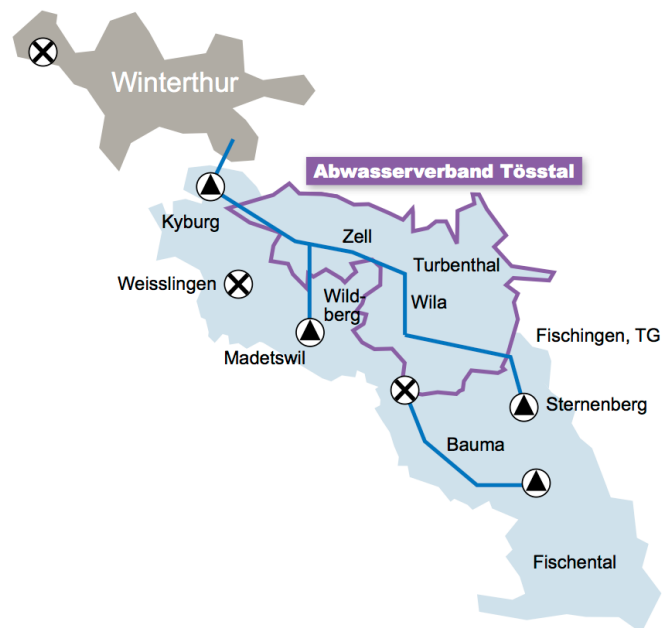 Winterthur
Abwasserverband Tösstal
Kyburg
Zell
Turbenthal
Weisslingen
Wild-
berg
Wila
Fischingen, TG
Madetswil
Sternenberg
Bauma
Fischental